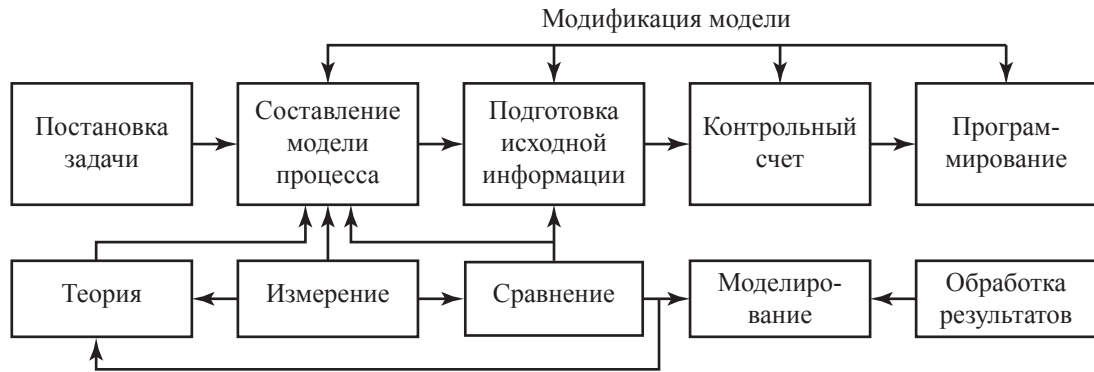 Модификация модели
Постановка
задачи
Составление
модели
процесса
Подготовка
исходной
информации
Контрольный
счет
Програм-
мирование
Теория
Измерение
Сравнение
Моделиро-
вание
Обработка
результатов